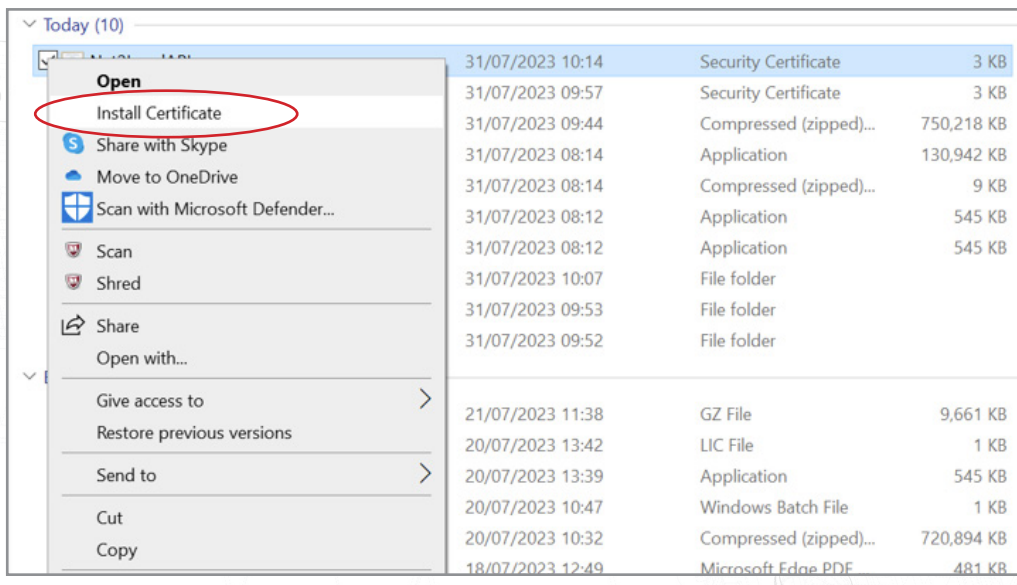 Today (10)
31/07/2023 10:14 Security Certificate 3 KB
Open
31/07/2023 09:57 Security Certificate 3 KB
Install Certificate
31/07/2023 09:44 Compressed (zipped)... 750,218 KB
Share with Skype
31/07/2023 08:14 Application 130,942 KB
Move to OneDrive
31/07/2023 08:14 Compressed (zipped)... 9 KB
Scan with Microsoft Defender...
31/07/2023 08:12 Application 545 KB
Scan
31/07/2023 08:12 Application 545 KB
Shred
31/07/2023 10:07 File folder
31/07/2023 09:53 File folder
Share
31/07/2023 09:52 File folder
Open with...
Give access to
21/07/2023 11:38 GZ File 9,661 KB
Restore previous versions
20/07/2023 13:42 LIC File 1 KB
Send to
20/07/2023 13:39 Application 545 KB
20/07/2023 10:47 Windows Batch File 1 KB
Cut
20/07/2023 10:32 Compressed (zipped)... 720,894 KB
Copy
18/07/2023 12:49 Microsoft Edge PDF 481 KB